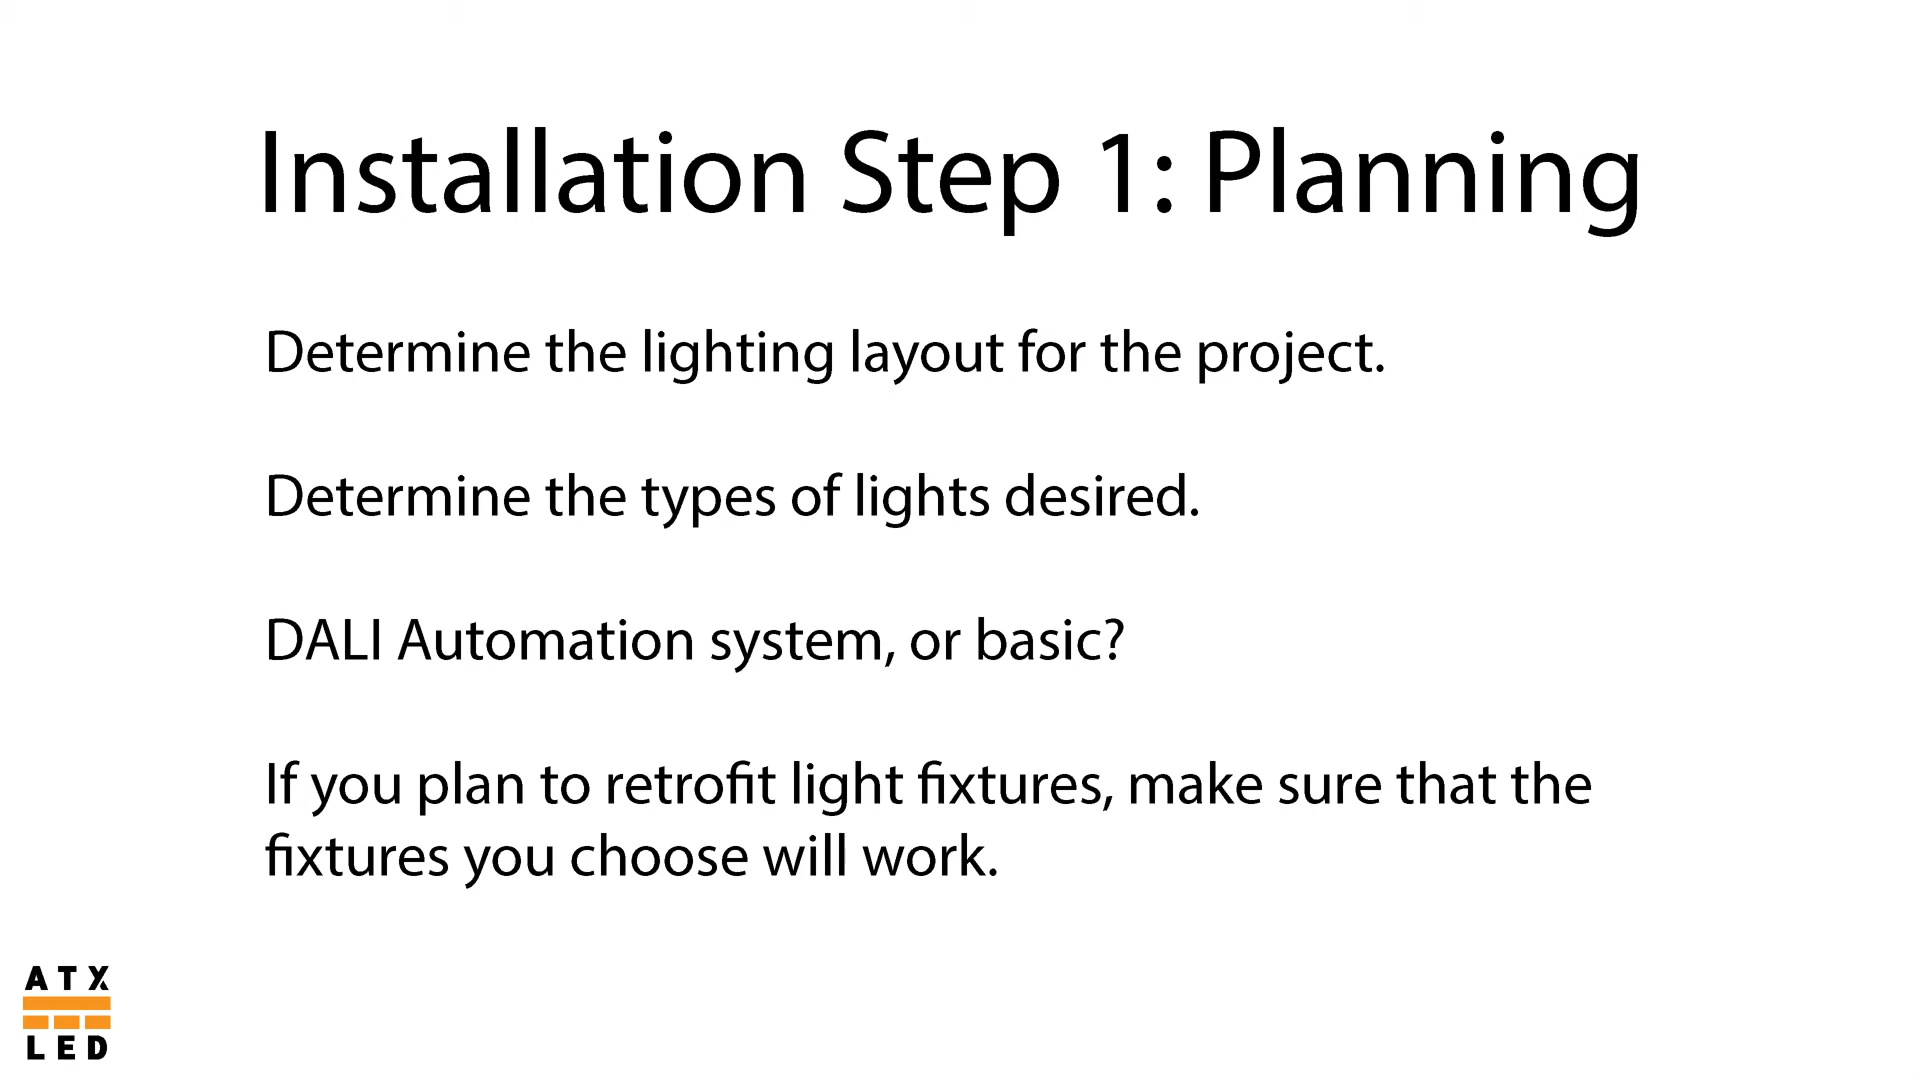 Installation Step 1: Planning
Determine the lighting layout for the project.
Determine the types of lights desired.
DALI Automation system, or basic?
If you plan to retrofit light fixtures, make sure that the
fixtures you choose will work.
ATX
LED